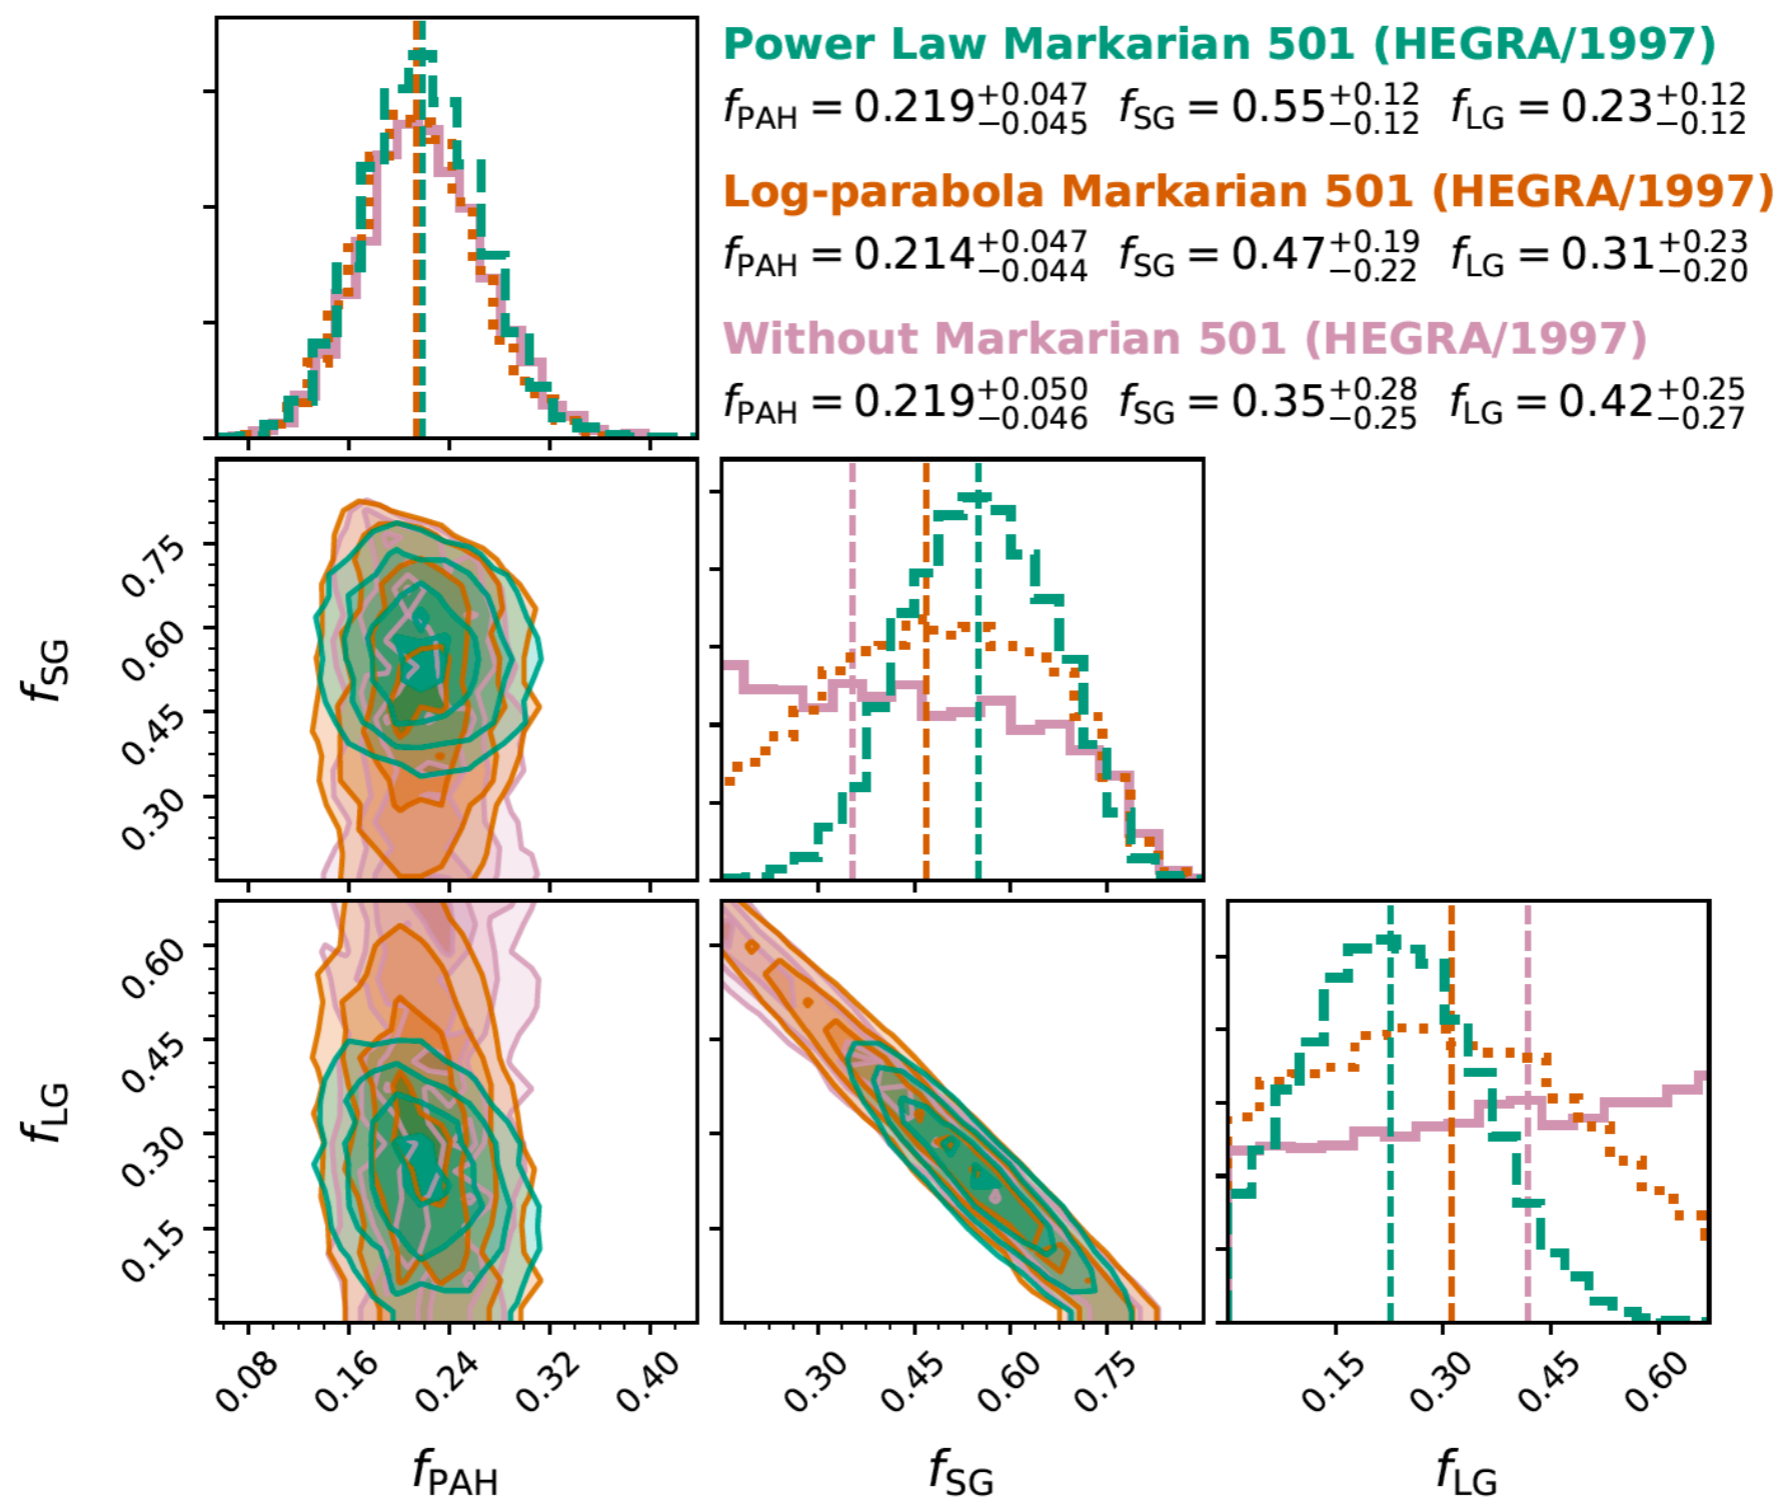 Power Law Markarian 501 (HEGRA/1997)
f_PAH = 0.219^{+0.047}_{−0.045} f_SG = 0.55^{+0.12}_{−0.12} f_LG = 0.23^{+0.12}_{−0.12}
Log-parabola Markarian 501 (HEGRA/1997)
f_PAH = 0.214^{+0.047}_{−0.044} f_SG = 0.47^{+0.19}_{−0.22} f_LG = 0.31^{+0.23}_{−0.20}
Without Markarian 501 (HEGRA/1997)
f_PAH = 0.219^{+0.050}_{−0.046} f_SG = 0.35^{+0.28}_{−0.25} f_LG = 0.42^{+0.25}_{−0.27}
f_SG
0.75
0.60
0.45
0.30
f_LG
0.60
0.45
0.30
0.15
0.08 0.16 0.24 0.32 0.40
0.30 0.45 0.60 0.75
0.15 0.30 0.45 0.60
f_PAH
f_SG
f_LG